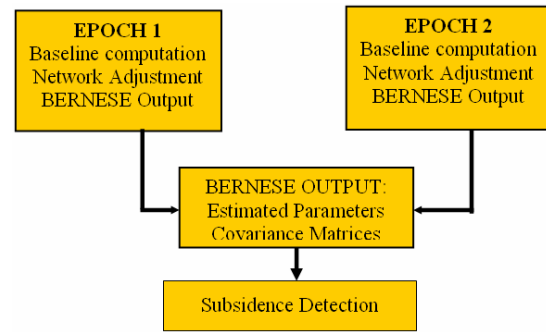 EPOCH 1
Baseline computation
Network Adjustment
BERNESE Output
EPOCH 2
Baseline computation
Network Adjustment
BERNESE Output
BERNESE OUTPUT:
Estimated Parameters
Covariance Matrices
Subsidence Detection